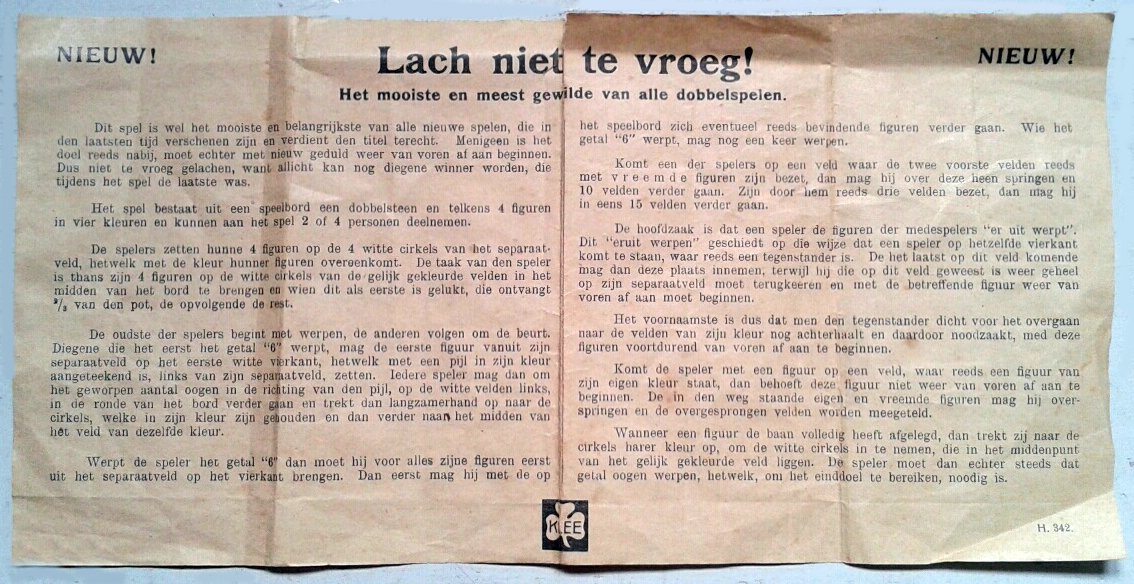 NIEUW!
Lach niet te vroeg!
NIEUW!
Het mooiste en meest gewilde van alle dobbelspelen.
Dit spel is wel het mooiste en belangrijkste van alle nieuwe spelen, die in
den laatsten tijd verschenen zijn en verdient den titel terecht. Menigeen is het
doel reeds nabij, moet echter met nieuw geduld weer van voren af aan beginnen.
Dus niet te vroeg gelachen, want allicht kan nog diegene winner worden, die
tijdens het spel de laatste was.
Het spel bestaat uit een speelbord een dobbelsteen en telkens 4 figuren
in vier kleuren en kunnen aan het spel 2 of 4 personen deelnemen.
De spelers zetten hunne 4 figuren op de 4 witte cirkels van het separaat-
veld, hetwelk met de kleur hunner figuren overeenkomt. De taak van den speler
is thans zijn 4 figuren op de witte cirkels van de gelijk gekleurde velden in het
midden van het bord te brengen en wien dit als eerste is gelukt, die ontvangt
²/₃ van den pot, de opvolgende de rest.
De oudste der spelers begint met werpen, de anderen volgen om de beurt.
Diegene die het eerst het getal "6" werpt, mag de eerste figuur vanuit zijn
separaatveld op het eerste witte vierkant, hetwelk met een pijl in zijn kleur
aangeteekend is, links van zijn separaatveld, zetten. Iedere speler mag dan om
het geworpen aantal oogen in de richting van den pijl, op de witte velden links,
in de ronde van het bord verder gaan en trekt dan langzamerhand op naar de
cirkels, welke in zijn kleur zijn gehouden en dan verder naar het midden van
het veld van dezelfde kleur.
Werpt de speler het getal "6" dan moet hij voor alles zijne figuren eerst
uit het separaatveld op het vierkant brengen. Dan eerst mag hij met de op
het speelbord zich eventueel reeds bevindende figuren verder gaan. Wie het
getal "6" werpt, mag nog een keer werpen.
Komt een der spelers op een veld waar de twee voorste velden reeds
met vreemde figuren zijn bezet, dan mag hij over deze heen springen en
10 velden verder gaan. Zijn door hem reeds drie velden bezet, dan mag hij
in eens 15 velden verder gaan.
De hoofdzaak is dat een speler de figuren der medespelers "er uit werpt".
Dit "eruit werpen" geschiedt op die wijze dat een speler op hetzelfde vierkant
komt te staan, waar reeds een tegenstander is. De het laatst op dit veld komende
mag dan deze plaats innemen, terwijl hij die op dit veld geweest is weer geheel
op zijn separaatveld moet terugkeeren en met de betreffende figuur weer van
voren af aan moet beginnen.
Het voornaamste is dus dat men den tegenstander dicht voor het overgaan
naar de velden van zijn kleur nog achterhaalt en daardoor noodzaakt, med deze
figuren voortdurend van voren af aan te beginnen.
Komt de speler met een figuur op een veld, waar reeds een figuur van
zijn eigen kleur staat, dan behoeft deze figuur niet weer van voren af aan te
beginnen. De in den weg staande eigen en vreemde figuren mag hij over-
springen en de overgesprongen velden worden meegeteld.
Wanneer een figuur de baan volledig heeft afgelegd, dan trekt zij naar de
cirkels harer kleur op, om de witte cirkels in te nemen, die in het middenpunt
van het gelijk gekleurde veld liggen. De speler moet dan echter steeds dat
getal oogen werpen, hetwelk, om het einddoel te bereiken, noodig is.
KLEE
H. 342.